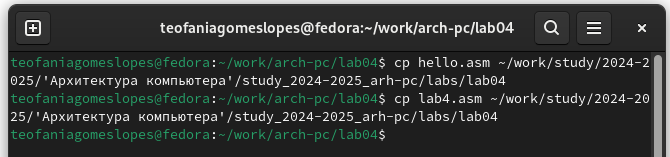 teofaniagomeslopes@fedora:~/work/arch-pc/lab04
teofaniagomeslopes@fedora:~/work/arch-pc/lab04$ cp hello.asm ~/work/study/2024-2
025/'Архитектура компьютера'/study_2024-2025_arh-pc/labs/lab04
teofaniagomeslopes@fedora:~/work/arch-pc/lab04$ cp lab4.asm ~/work/study/2024-20
25/'Архитектура компьютера'/study_2024-2025_arh-pc/labs/lab04
teofaniagomeslopes@fedora:~/work/arch-pc/lab04$